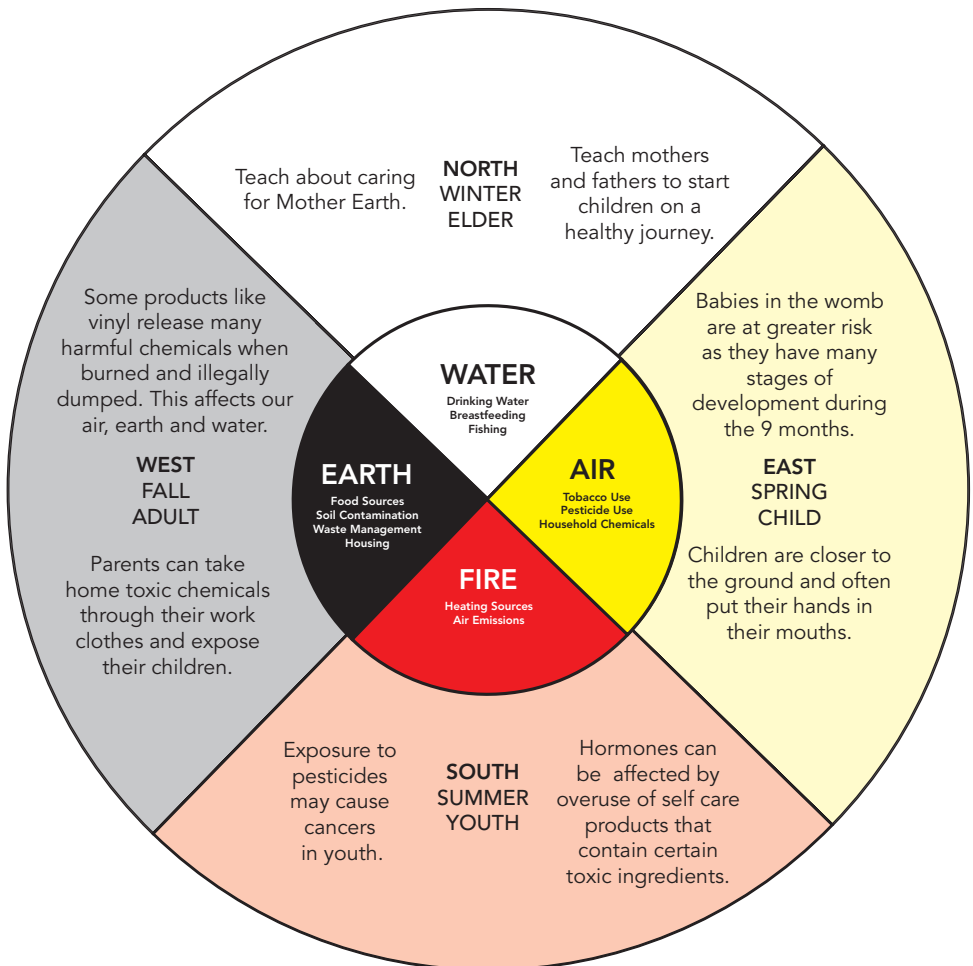 Teach about caring
for Mother Earth.
NORTH
WINTER
ELDER
Teach mothers
and fathers to start
children on a
healthy journey.
Some products like
vinyl release many
harmful chemicals when
burned and illegally
dumped. This affects our
air, earth and water.
WEST
FALL
ADULT
Parents can take
home toxic chemicals
through their work
clothes and expose
their children.
WATER
Drinking Water
Breastfeeding
Fishing
EARTH
Food Sources
Soil Contamination
Waste Management
Housing
AIR
Tobacco Use
Pesticide Use
Household Chemicals
FIRE
Heating Sources
Air Emissions
Babies in the womb
are at greater risk
as they have many
stages of
development during
the 9 months.
EAST
SPRING
CHILD
Children are closer to
the ground and often
put their hands in
their mouths.
Exposure to
pesticides
may cause
cancers
in youth.
SOUTH
SUMMER
YOUTH
Hormones can
be affected by
overuse of self care
products that
contain certain
toxic ingredients.